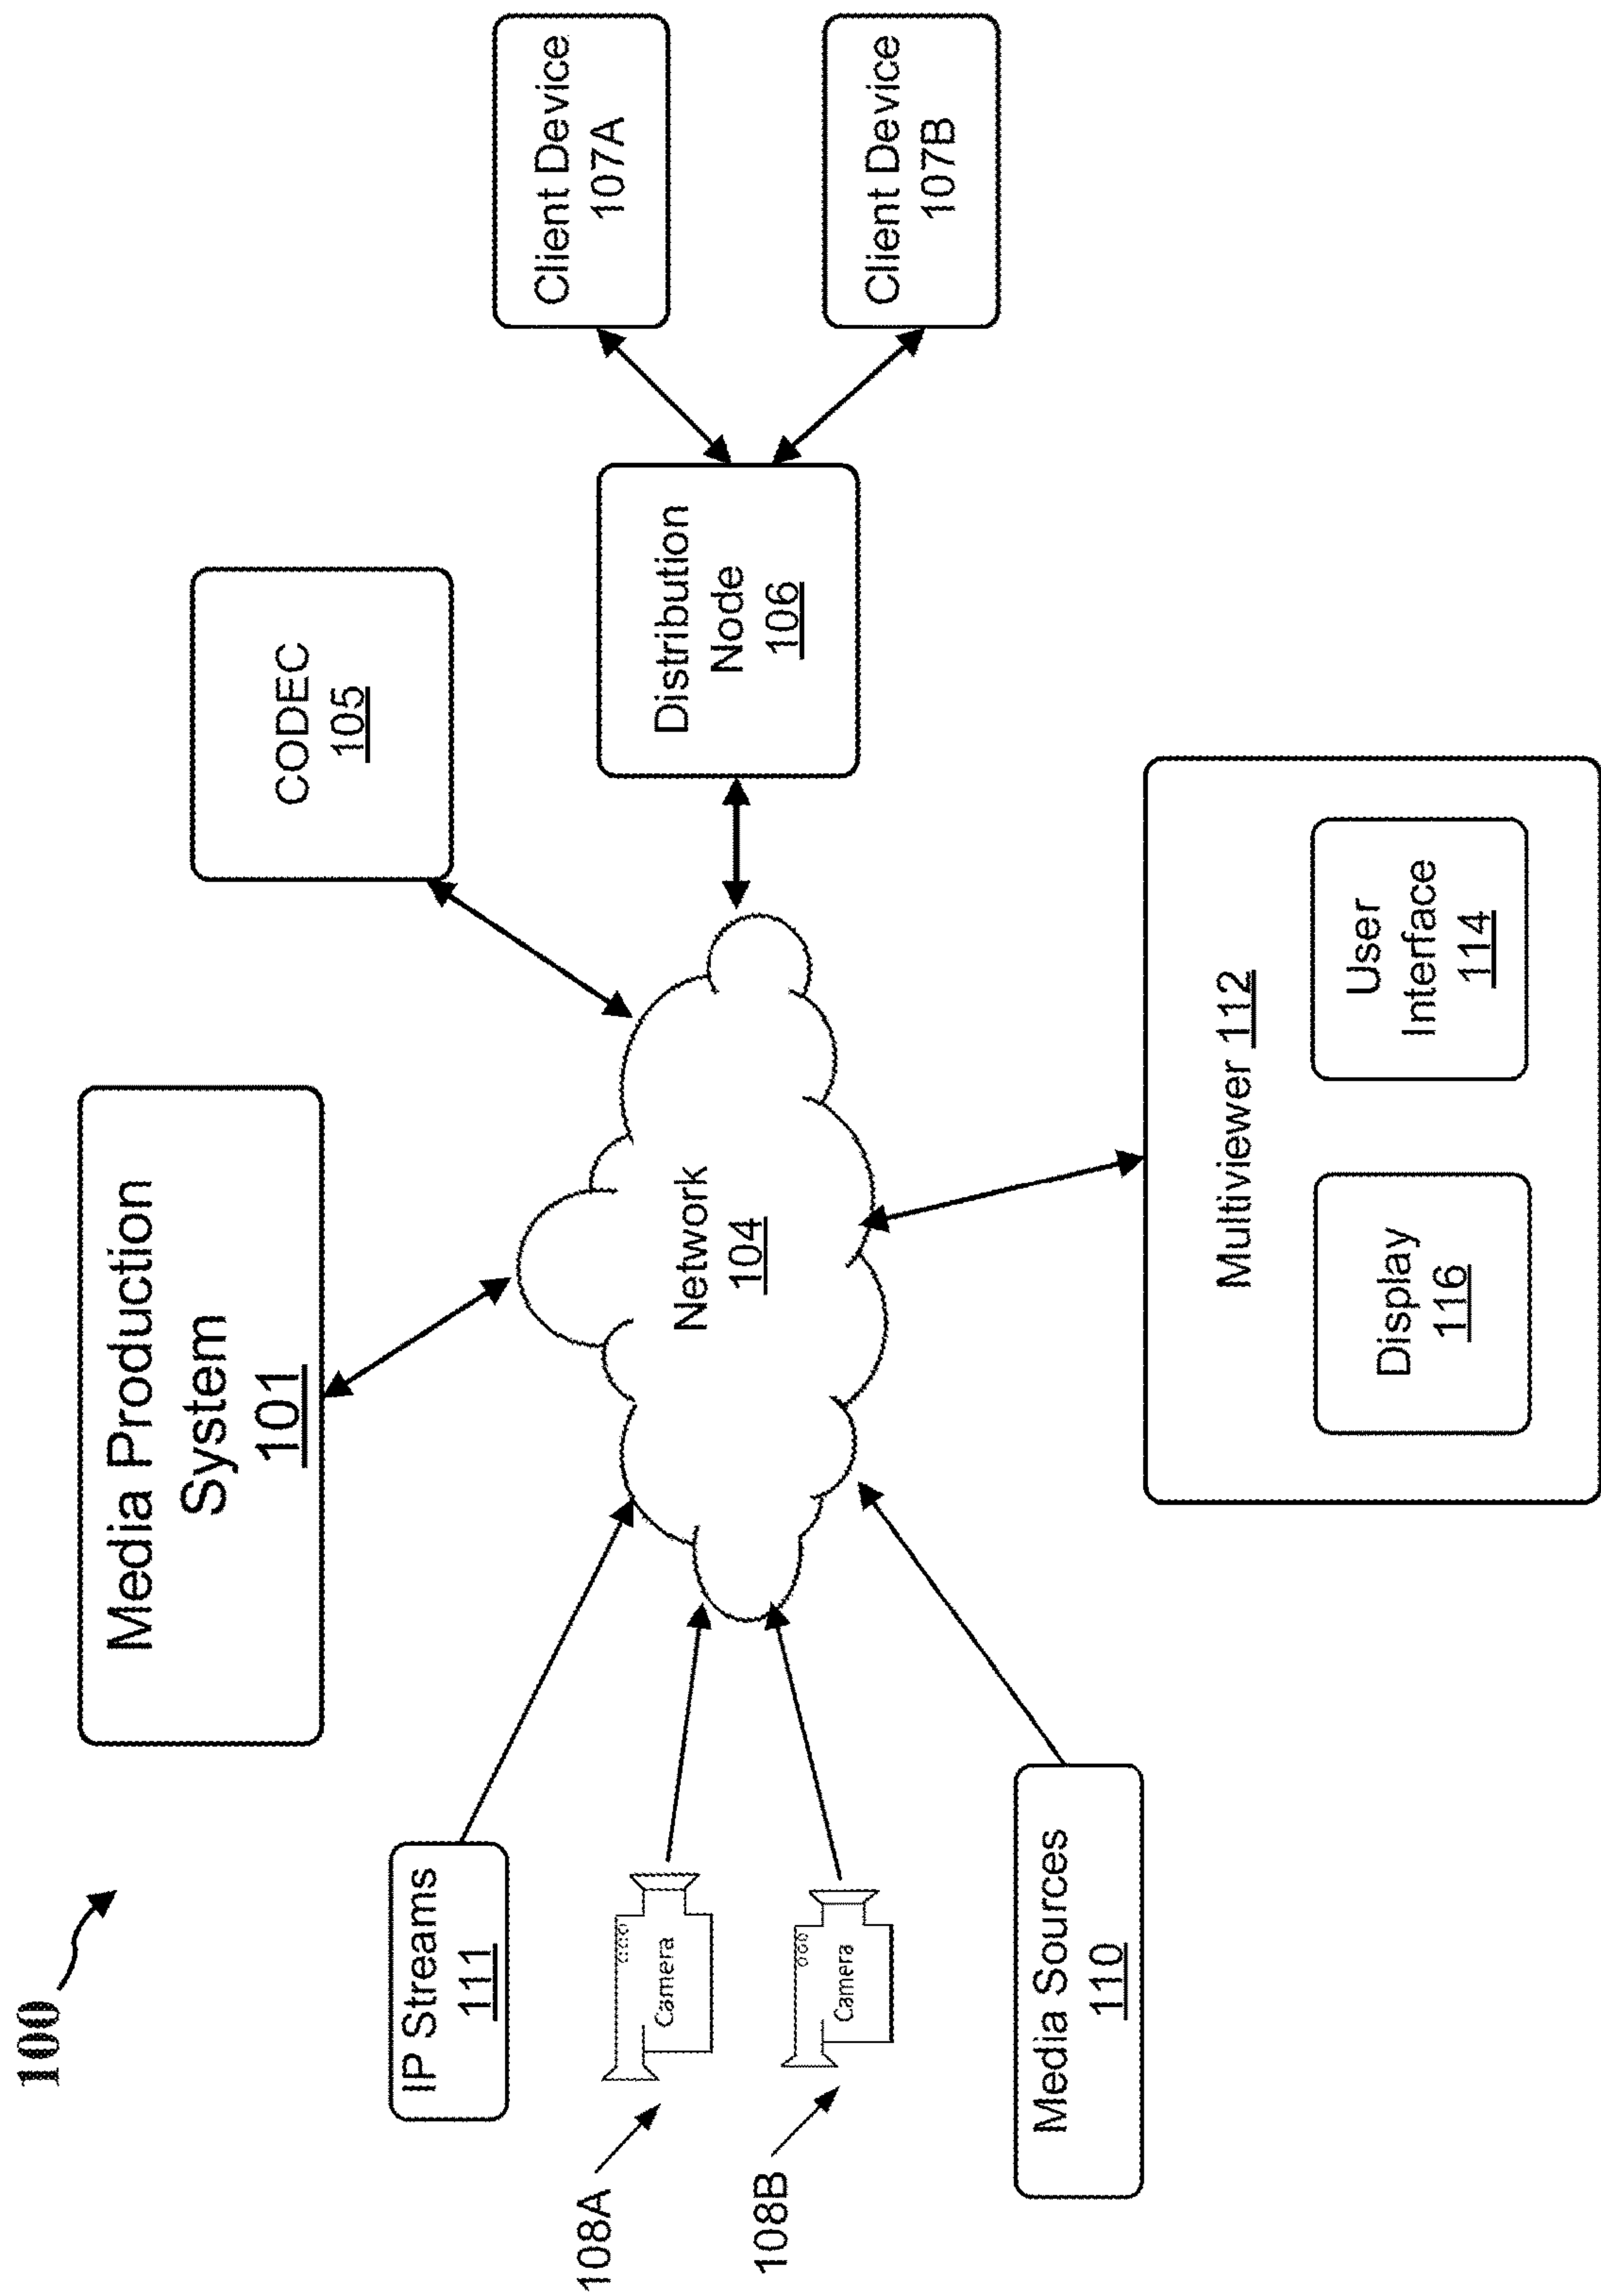 100
Media Production
System
101
CODEC
105
IP Streams
111
Client Device
107A
108A
Camera
Network
104
Distribution
Node
106
108B
Camera
Client Device
107B
Media Sources
110
Multiviewer 112
Display
116
User
Interface
114